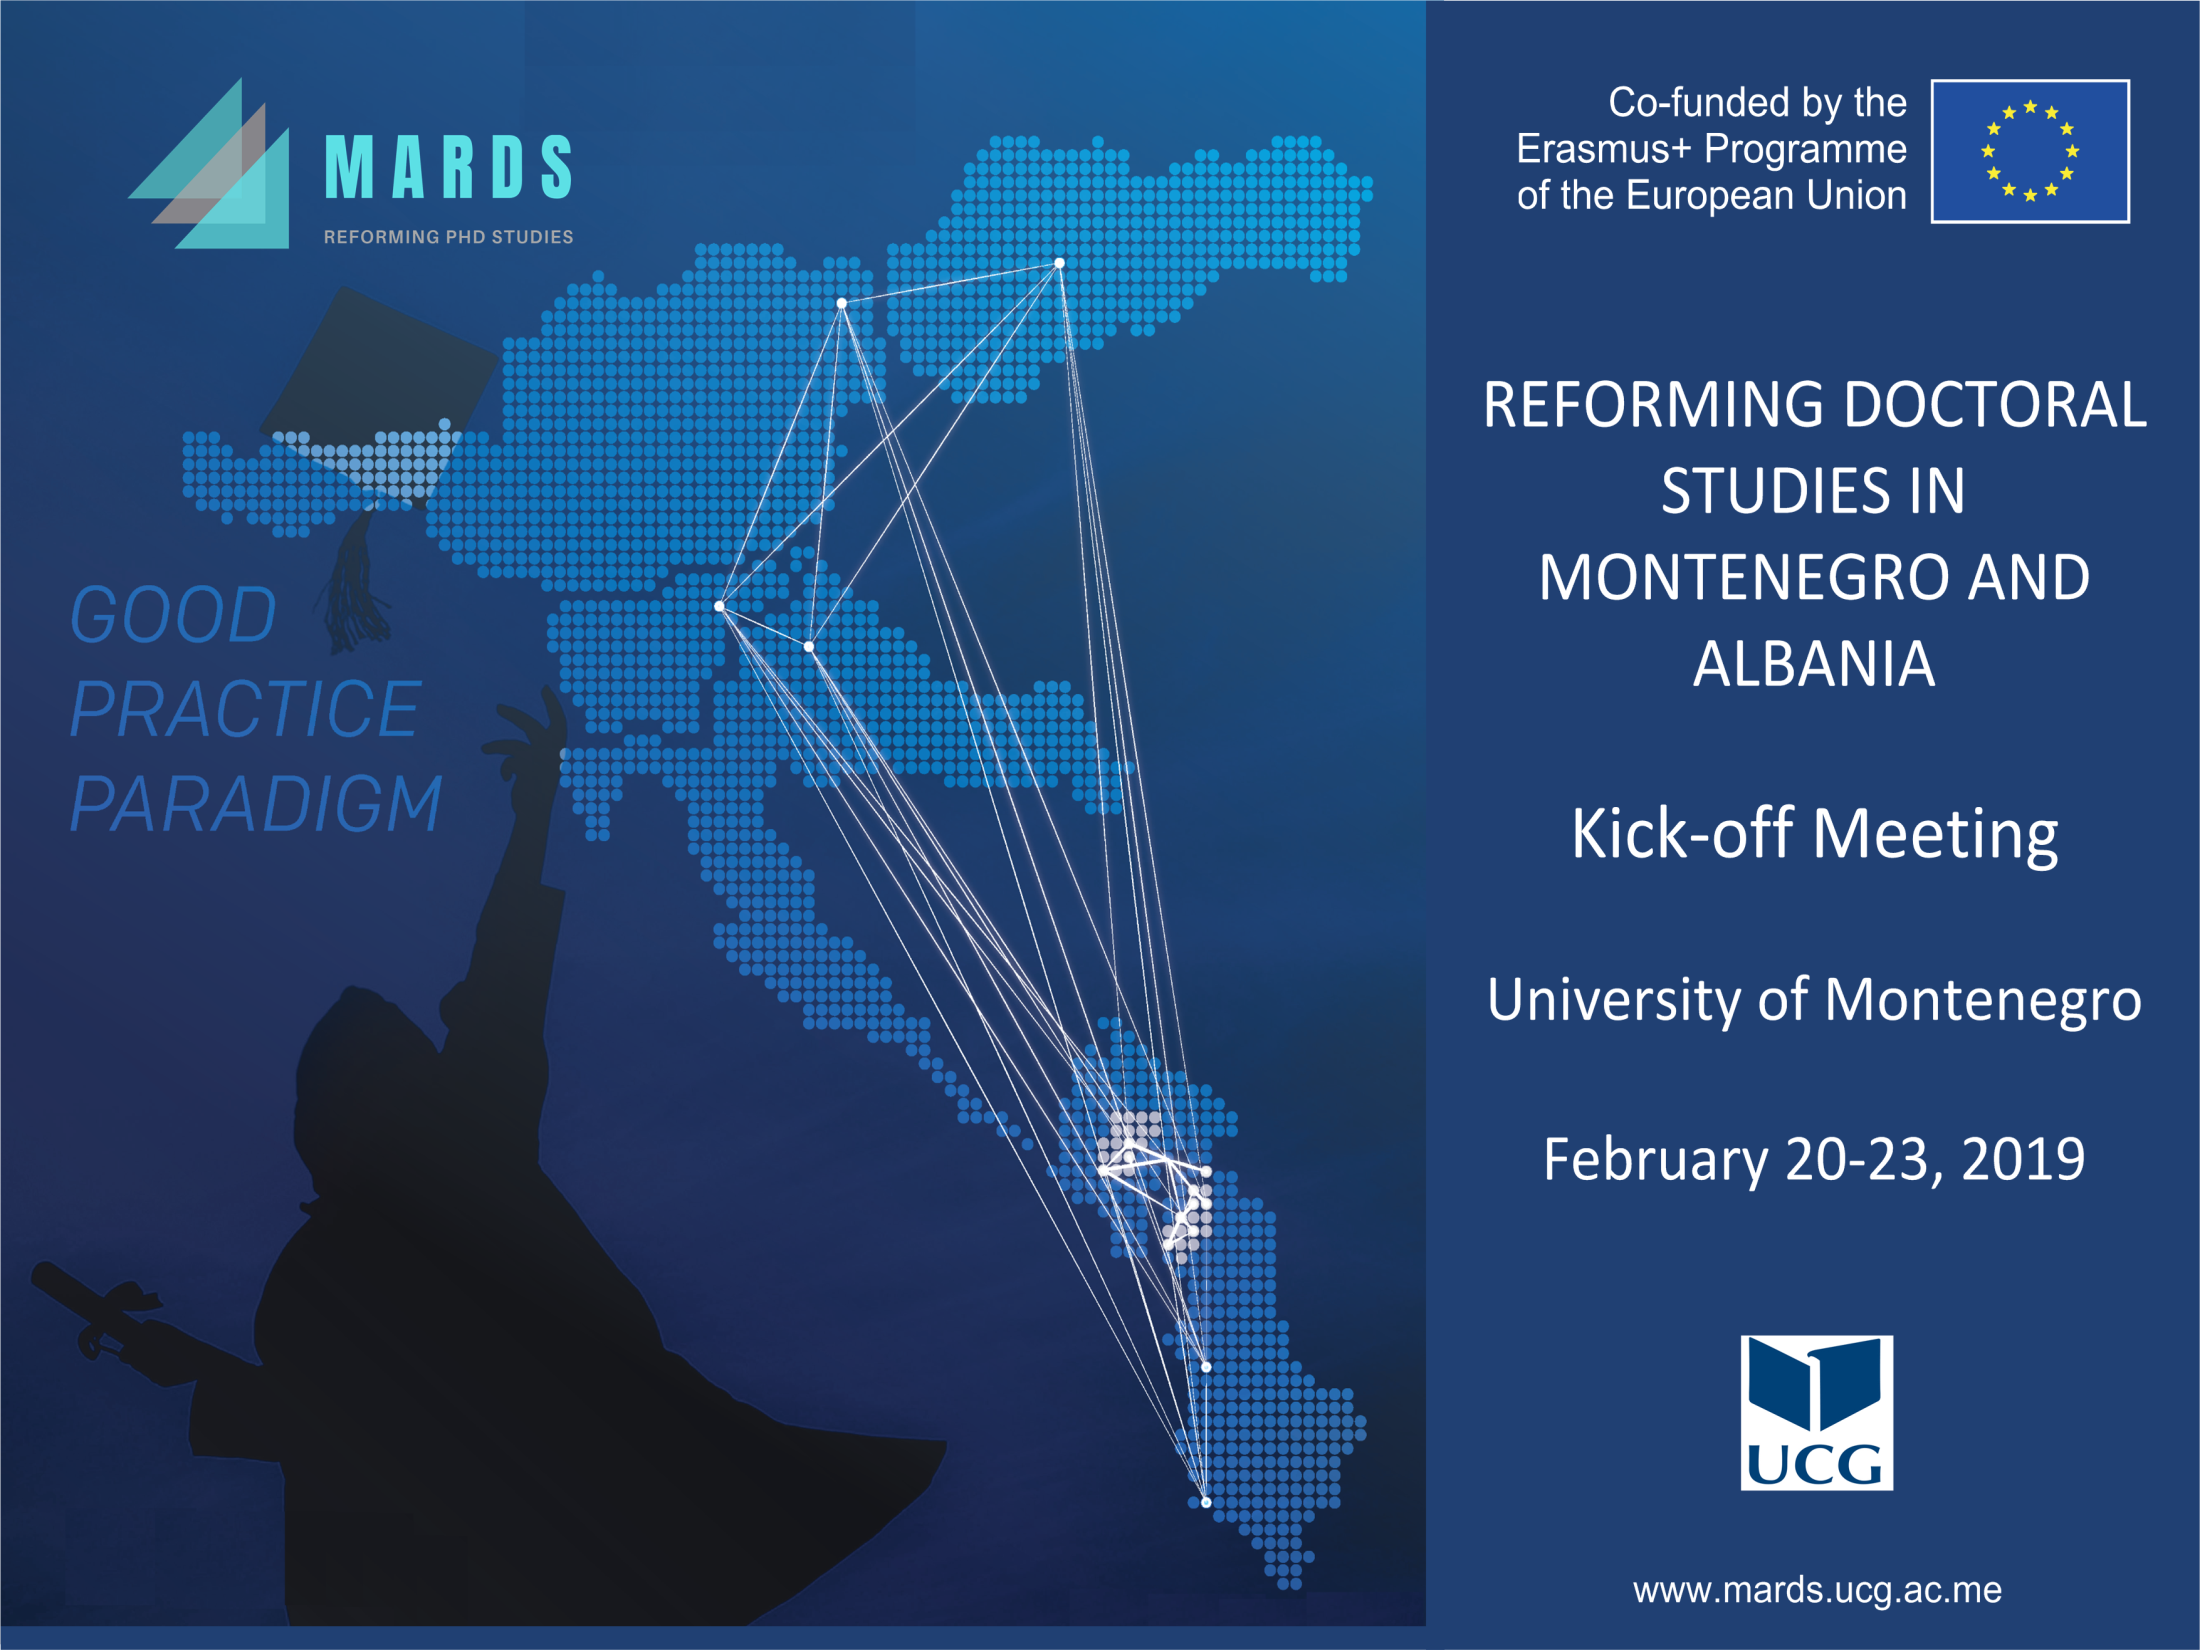 MARDS
REFORMING PHD STUDIES
GOOD
PRACTICE
PARADIGM
Co-funded by the
Erasmus+ Programme
of the European Union
REFORMING DOCTORAL
STUDIES IN
MONTENEGRO AND
ALBANIA
Kick-off Meeting
University of Montenegro
February 20-23, 2019
UCG
www.mards.ucg.ac.me